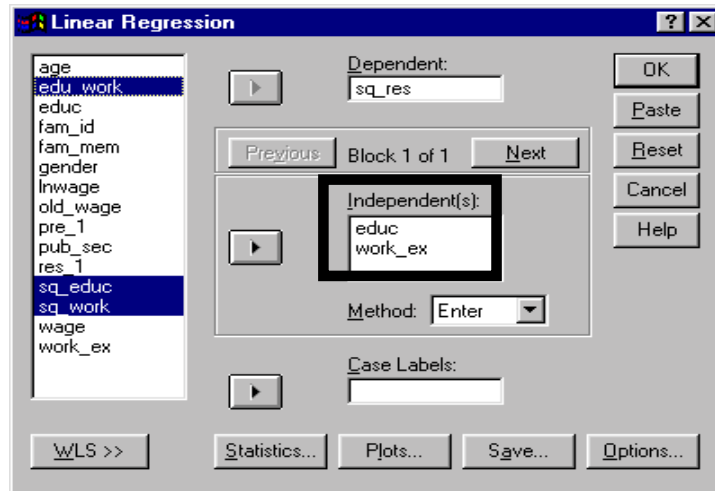 Linear Regression
age
edu_work
educ
fam_id
fam_mem
gender
lnwage
old_wage
pre_1
pub_sec
res_1
sq_educ
sq_work
wage
work_ex
Dependent:
sq_res
Previous
Block 1 of 1
Next
Independent(s):
educ
work_ex
Method:
Enter
Case Labels:
OK
Paste
Reset
Cancel
Help
WLS >>
Statistics...
Plots...
Save...
Options...